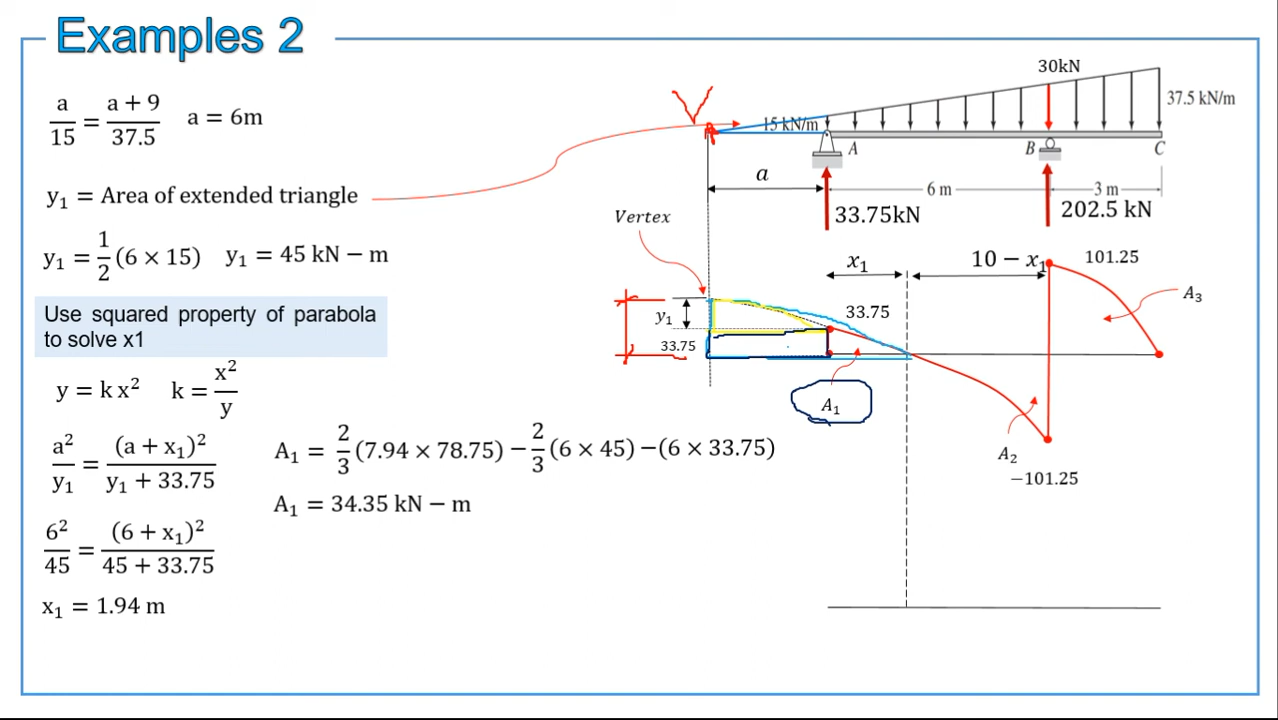 Examples 2
a/15 = (a + 9)/37.5 a = 6m
y₁ = Area of extended triangle
y₁ = 1/2 (6 × 15) y₁ = 45 kN − m
Use squared property of parabola
to solve x1
y = k x² k = x²/y
a²/y₁ = (a + x₁)²/(y₁ + 33.75)
6²/45 = (6 + x₁)²/(45 + 33.75)
x₁ = 1.94 m
A₁ = 2/3 (7.94 × 78.75) − 2/3 (6 × 45) −(6 × 33.75)
A₁ = 34.35 kN − m
V
30kN
37.5 kN/m
15 kN/m
A
B
C
a
6 m
3 m
33.75kN
202.5 kN
Vertex
x₁
10 − x₁
101.25
A₃
y₁
33.75
33.75
A₁
A₂
−101.25